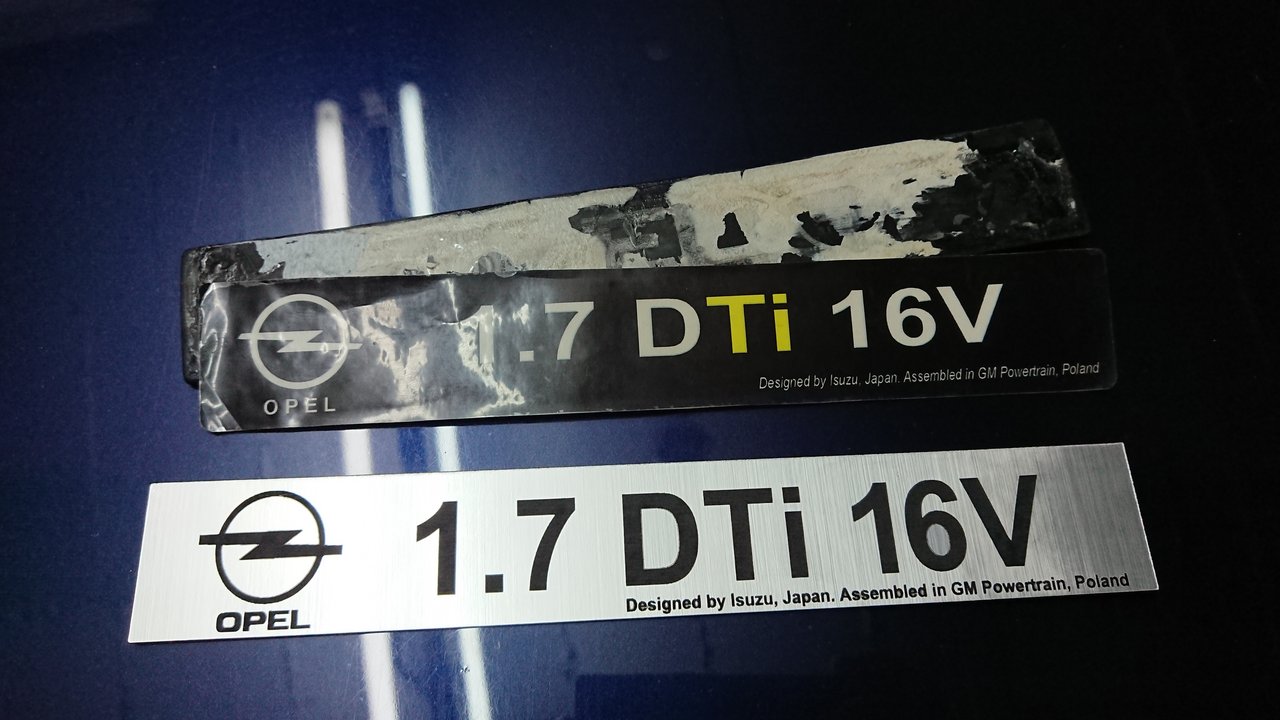 1.7 DTi 16V
OPEL
Designed by Isuzu, Japan. Assembled in GM Powertrain, Poland
1.7 DTi 16V
OPEL
Designed by Isuzu, Japan. Assembled in GM Powertrain, Poland